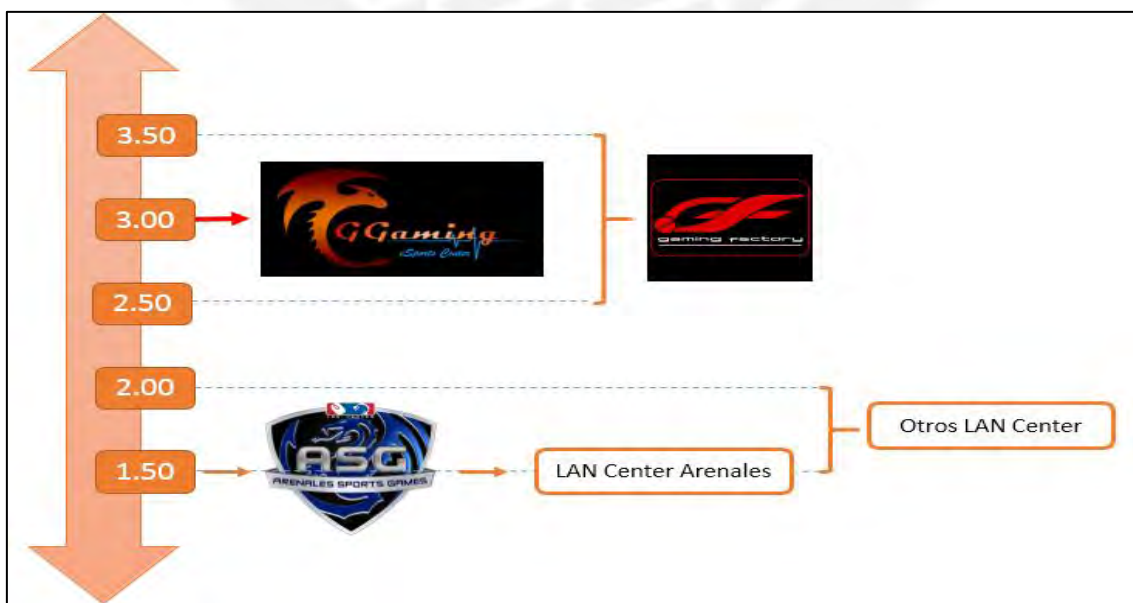 3.50
3.00
GGaming
eSports Center
gaming factory
2.50
2.00
Otros LAN Center
1.50
ASG
ARENALES SPORTS GAMES
LAN Center Arenales